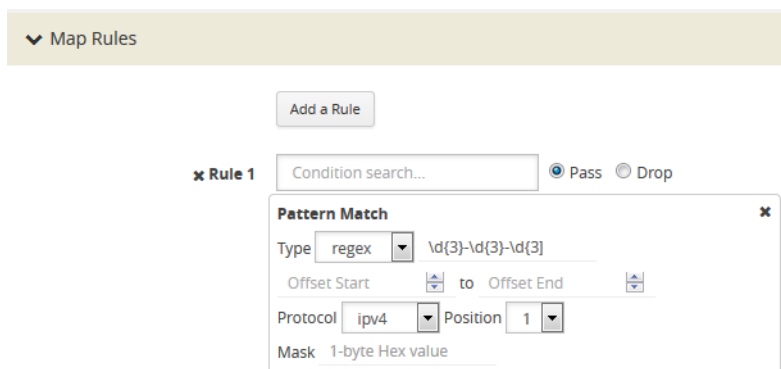 Map Rules
Add a Rule
Rule 1 Condition search... Pass Drop
Pattern Match
Type regex \d{3}-\d{3}-\d{3]
Offset Start to Offset End
Protocol ipv4 Position 1
Mask 1-byte Hex value